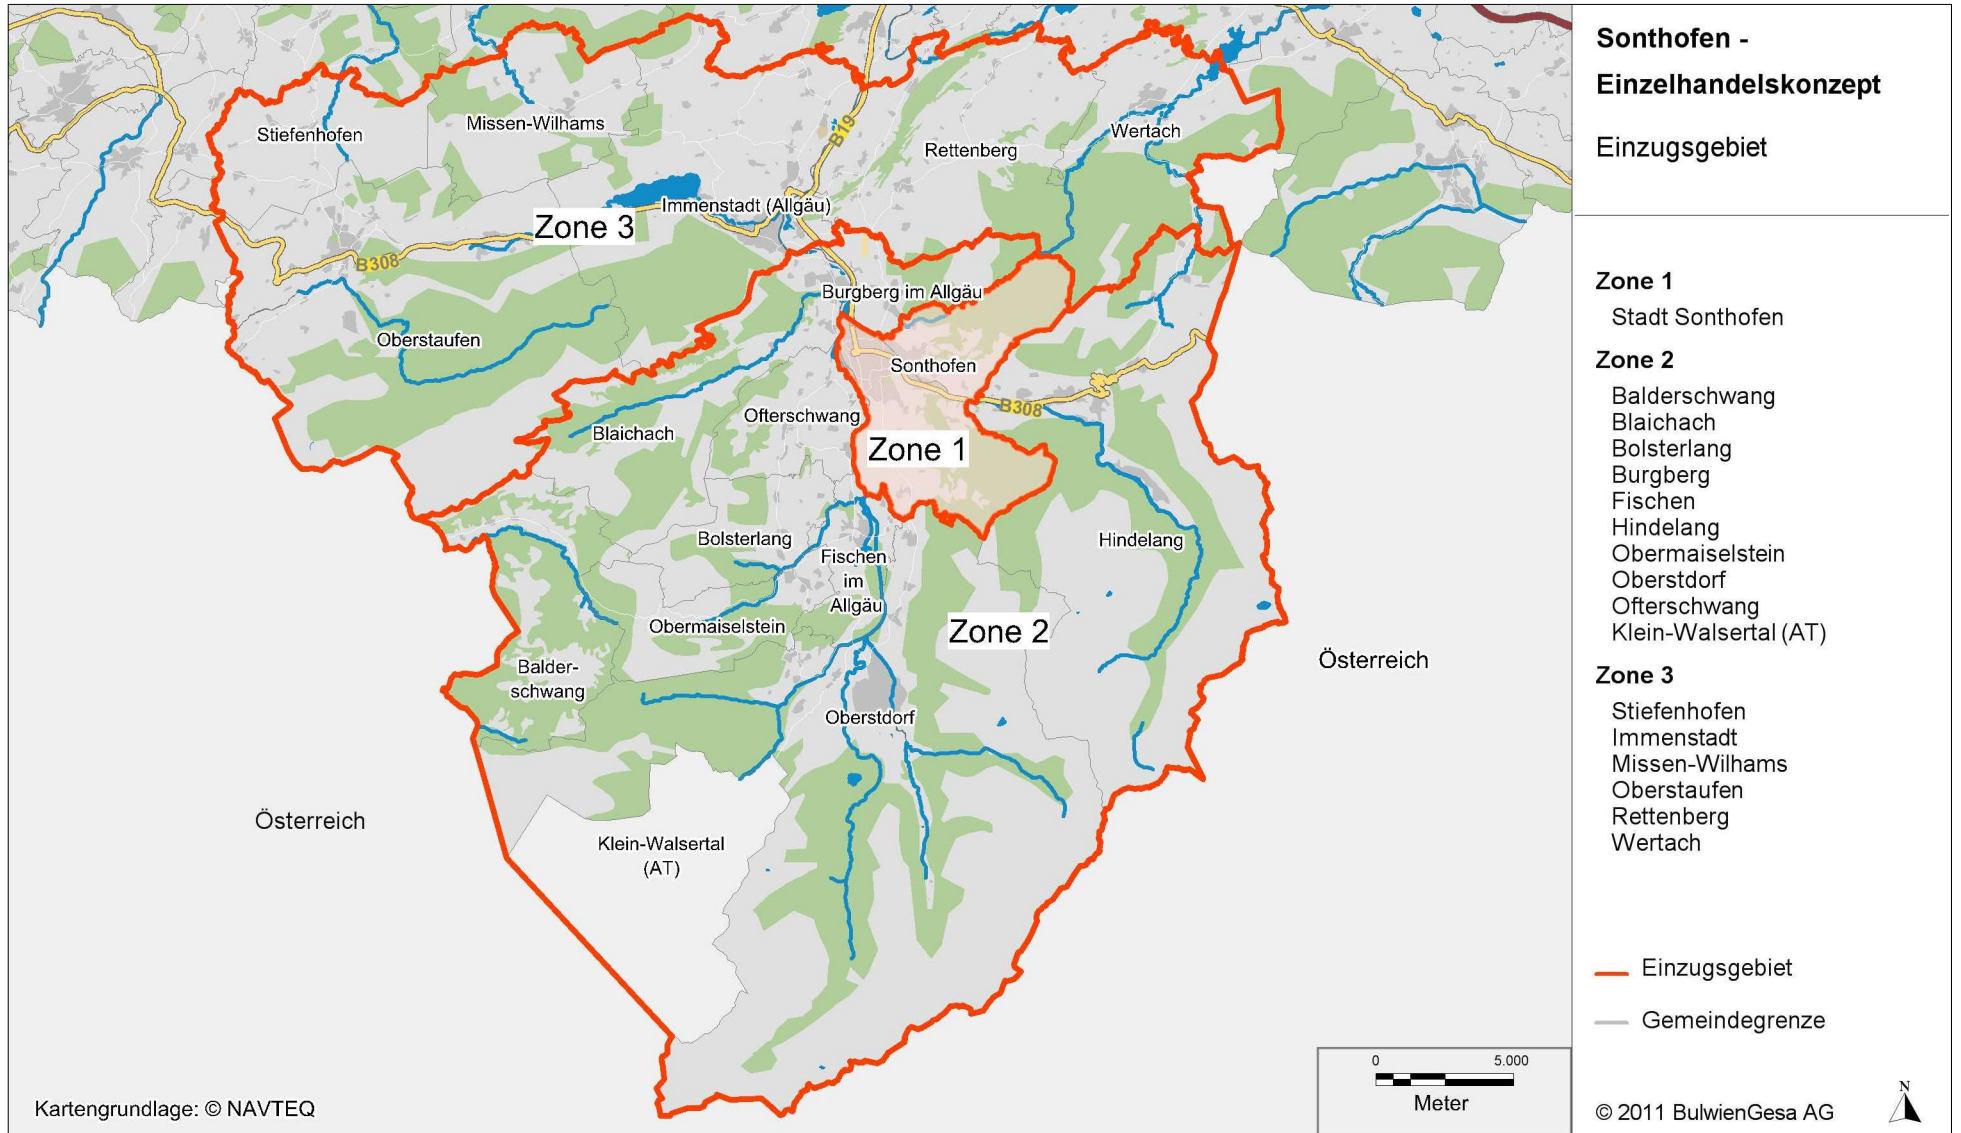 Stiefenhofen
Missen-Wilhams
B19
Rettenberg
Wertach
Immenstadt (Allgäu)
Zone 3
B308
Burgberg im Allgäu
Oberstaufen
Sonthofen
B308
Ofterschwang
Blaichach
Zone 1
Bolsterlang
Fischen
im
Allgäu
Hindelang
Obermaiselstein
Zone 2
Balder-
schwang
Oberstdorf
Österreich
Österreich
Klein-Walsertal
(AT)
Kartengrundlage: © NAVTEQ
0 5.000
Meter
Sonthofen -
Einzelhandelskonzept
Einzugsgebiet
Zone 1
Stadt Sonthofen
Zone 2
Balderschwang
Blaichach
Bolsterlang
Burgberg
Fischen
Hindelang
Obermaiselstein
Oberstdorf
Ofterschwang
Klein-Walsertal (AT)
Zone 3
Stiefenhofen
Immenstadt
Missen-Wilhams
Oberstaufen
Rettenberg
Wertach
Einzugsgebiet
Gemeindegrenze
© 2011 BulwienGesa AG
N